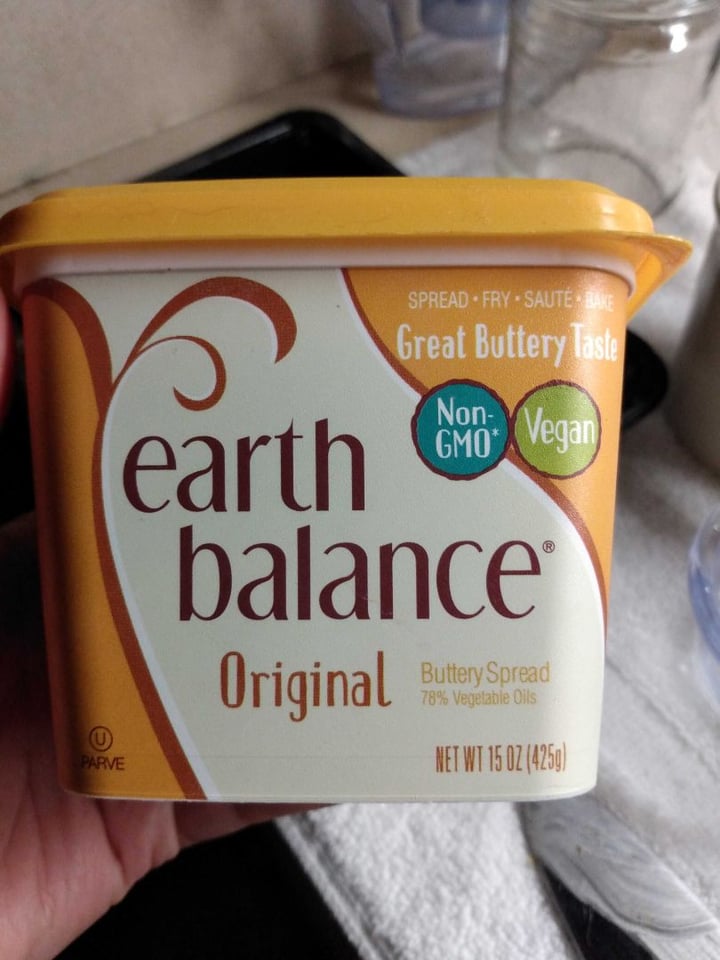 SPREAD • FRY • SAUTÉ • BAKE
Great Buttery Taste
Non-
GMO*
Vegan
earth
balance®
Original
Buttery Spread
78% Vegetable Oils
U
PARVE
NET WT 15 OZ (425g)